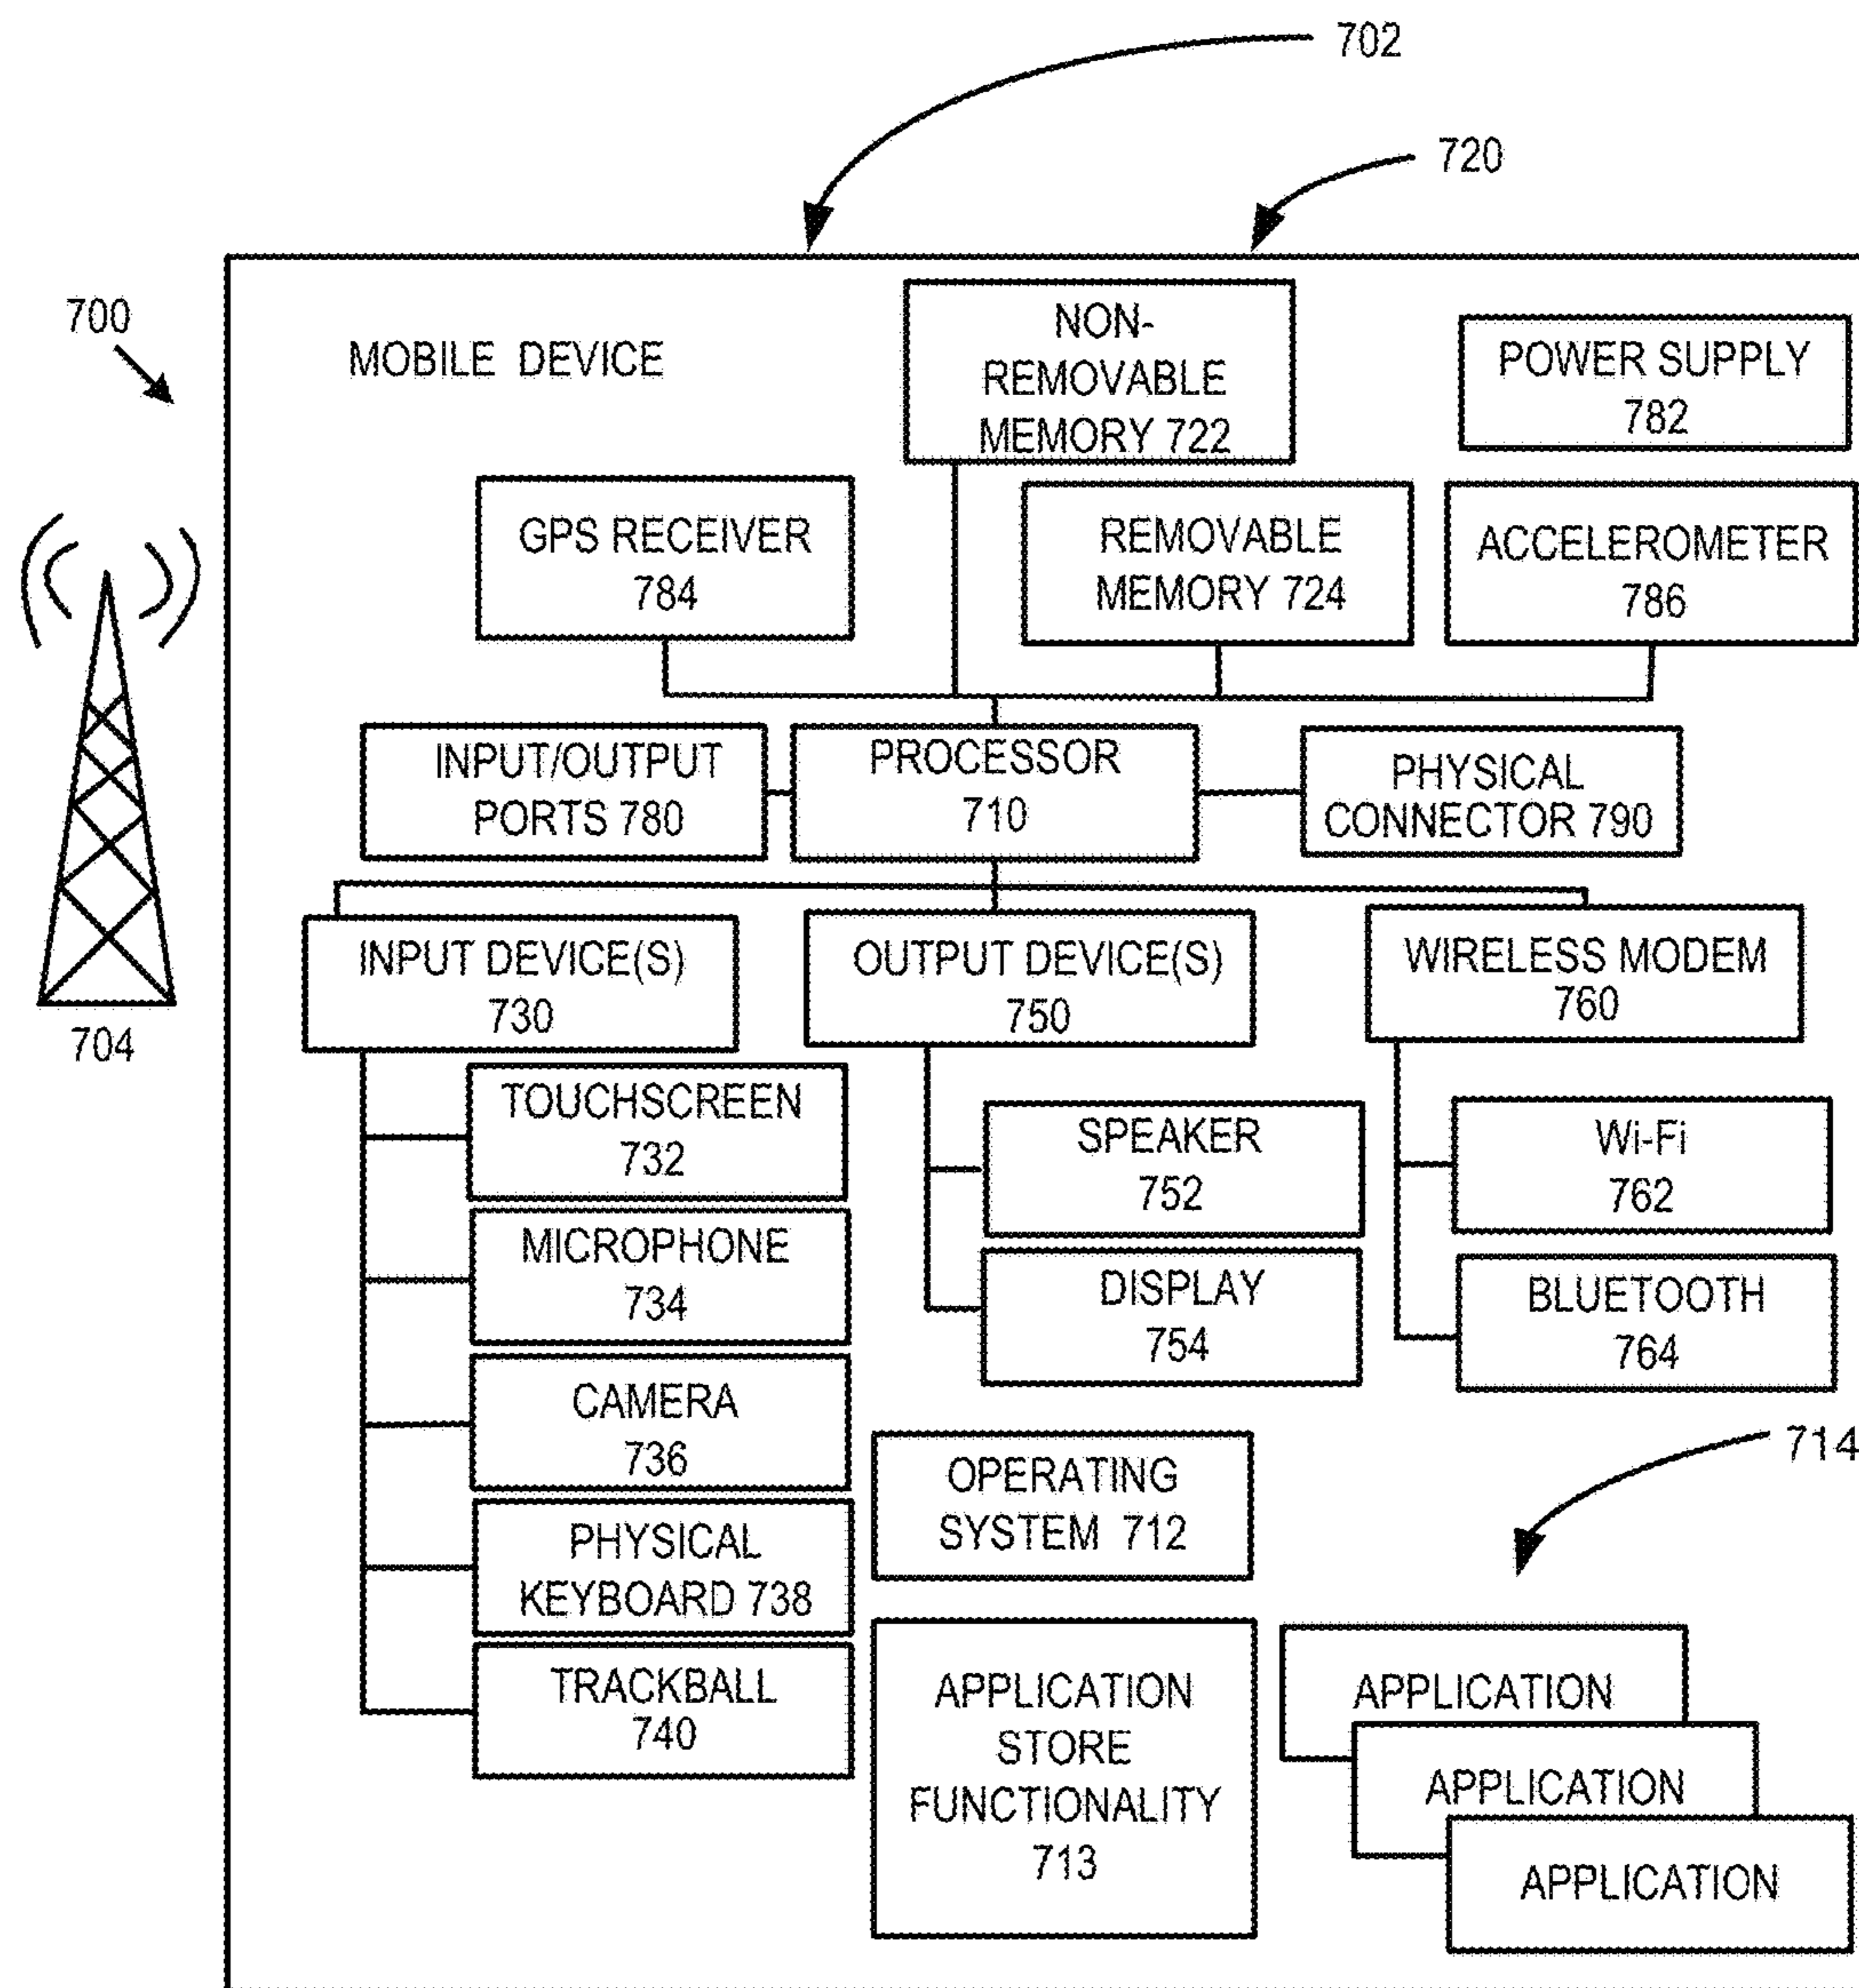 702
720
700
MOBILE DEVICE
NON-
REMOVABLE
MEMORY 722
POWER SUPPLY
782
GPS RECEIVER
784
REMOVABLE
MEMORY 724
ACCELEROMETER
786
INPUT/OUTPUT
PORTS 780
PROCESSOR
710
PHYSICAL
CONNECTOR 790
INPUT DEVICE(S)
730
OUTPUT DEVICE(S)
750
WIRELESS MODEM
760
704
TOUCHSCREEN
732
MICROPHONE
734
CAMERA
736
PHYSICAL
KEYBOARD 738
TRACKBALL
740
SPEAKER
752
DISPLAY
754
Wi-Fi
762
BLUETOOTH
764
OPERATING
SYSTEM 712
APPLICATION
STORE
FUNCTIONALITY
713
714
APPLICATION
APPLICATION
APPLICATION